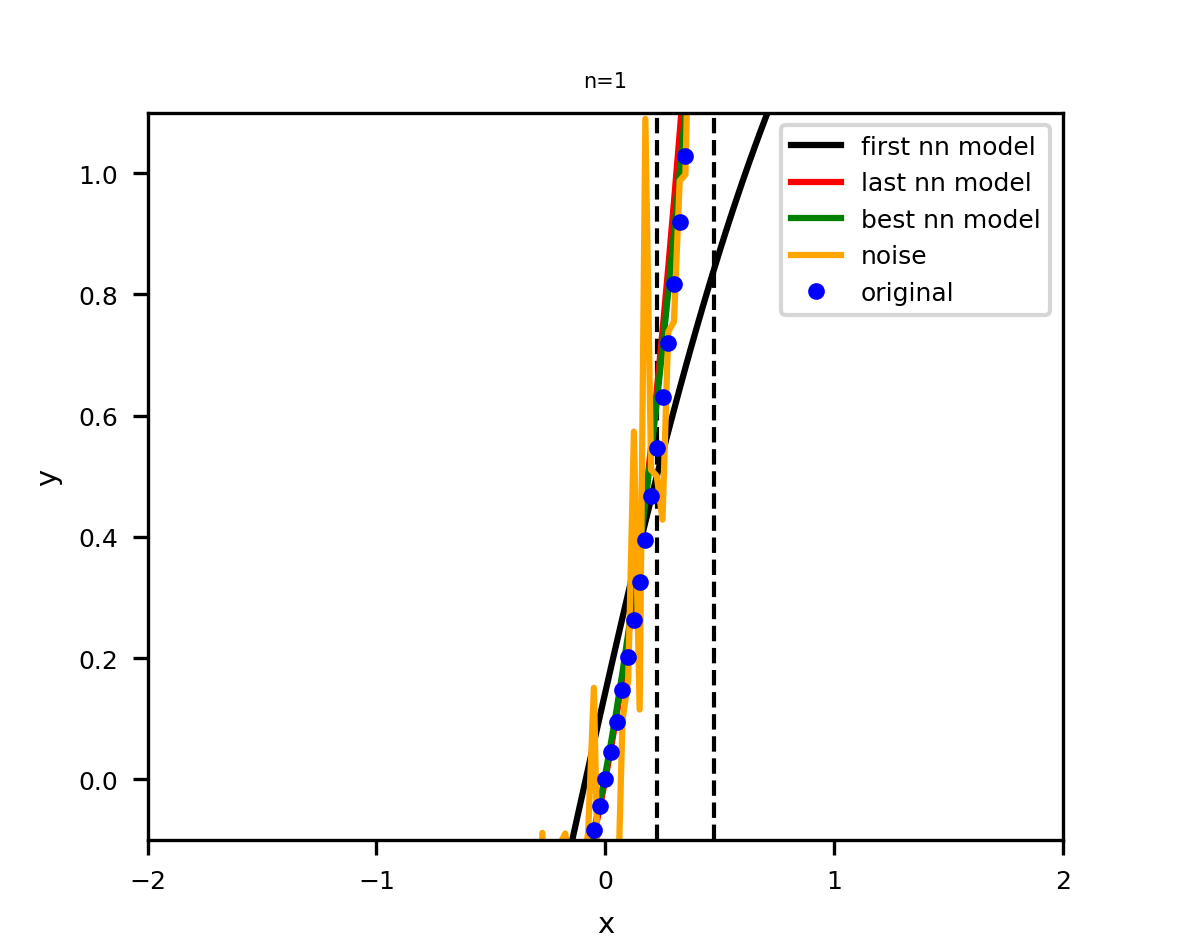 n=1
first nn model
last nn model
best nn model
noise
original
1.0
0.8
0.6
0.4
0.2
0.0
y
−2
−1
0
1
2
x